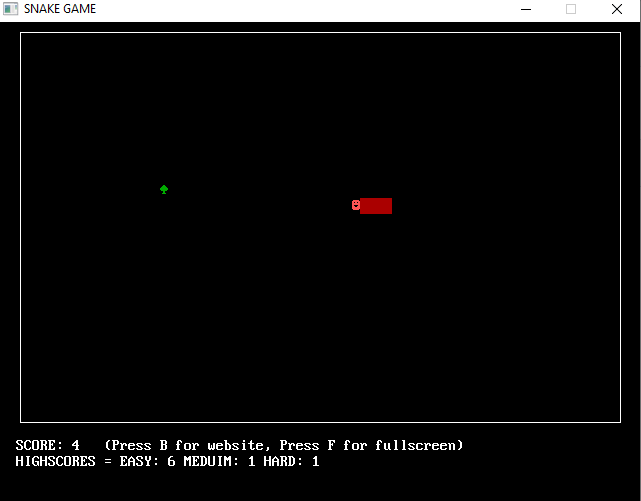 SNAKE GAME
SCORE: 4 (Press B for website, Press F for fullscreen)
HIGHSCORES = EASY: 6 MEDUIM: 1 HARD: 1